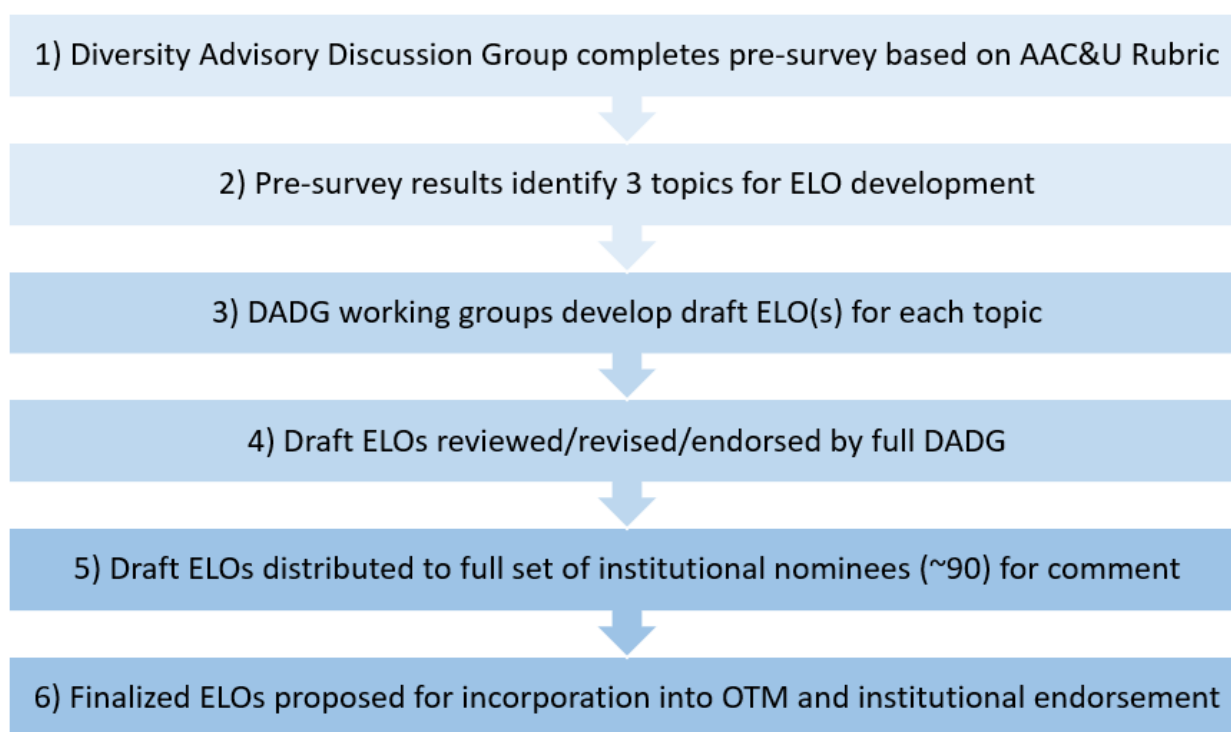 1) Diversity Advisory Discussion Group completes pre-survey based on AAC&U Rubric
2) Pre-survey results identify 3 topics for ELO development
3) DADG working groups develop draft ELO(s) for each topic
4) Draft ELOs reviewed/revised/endorsed by full DADG
5) Draft ELOs distributed to full set of institutional nominees (~90) for comment
6) Finalized ELOs proposed for incorporation into OTM and institutional endorsement